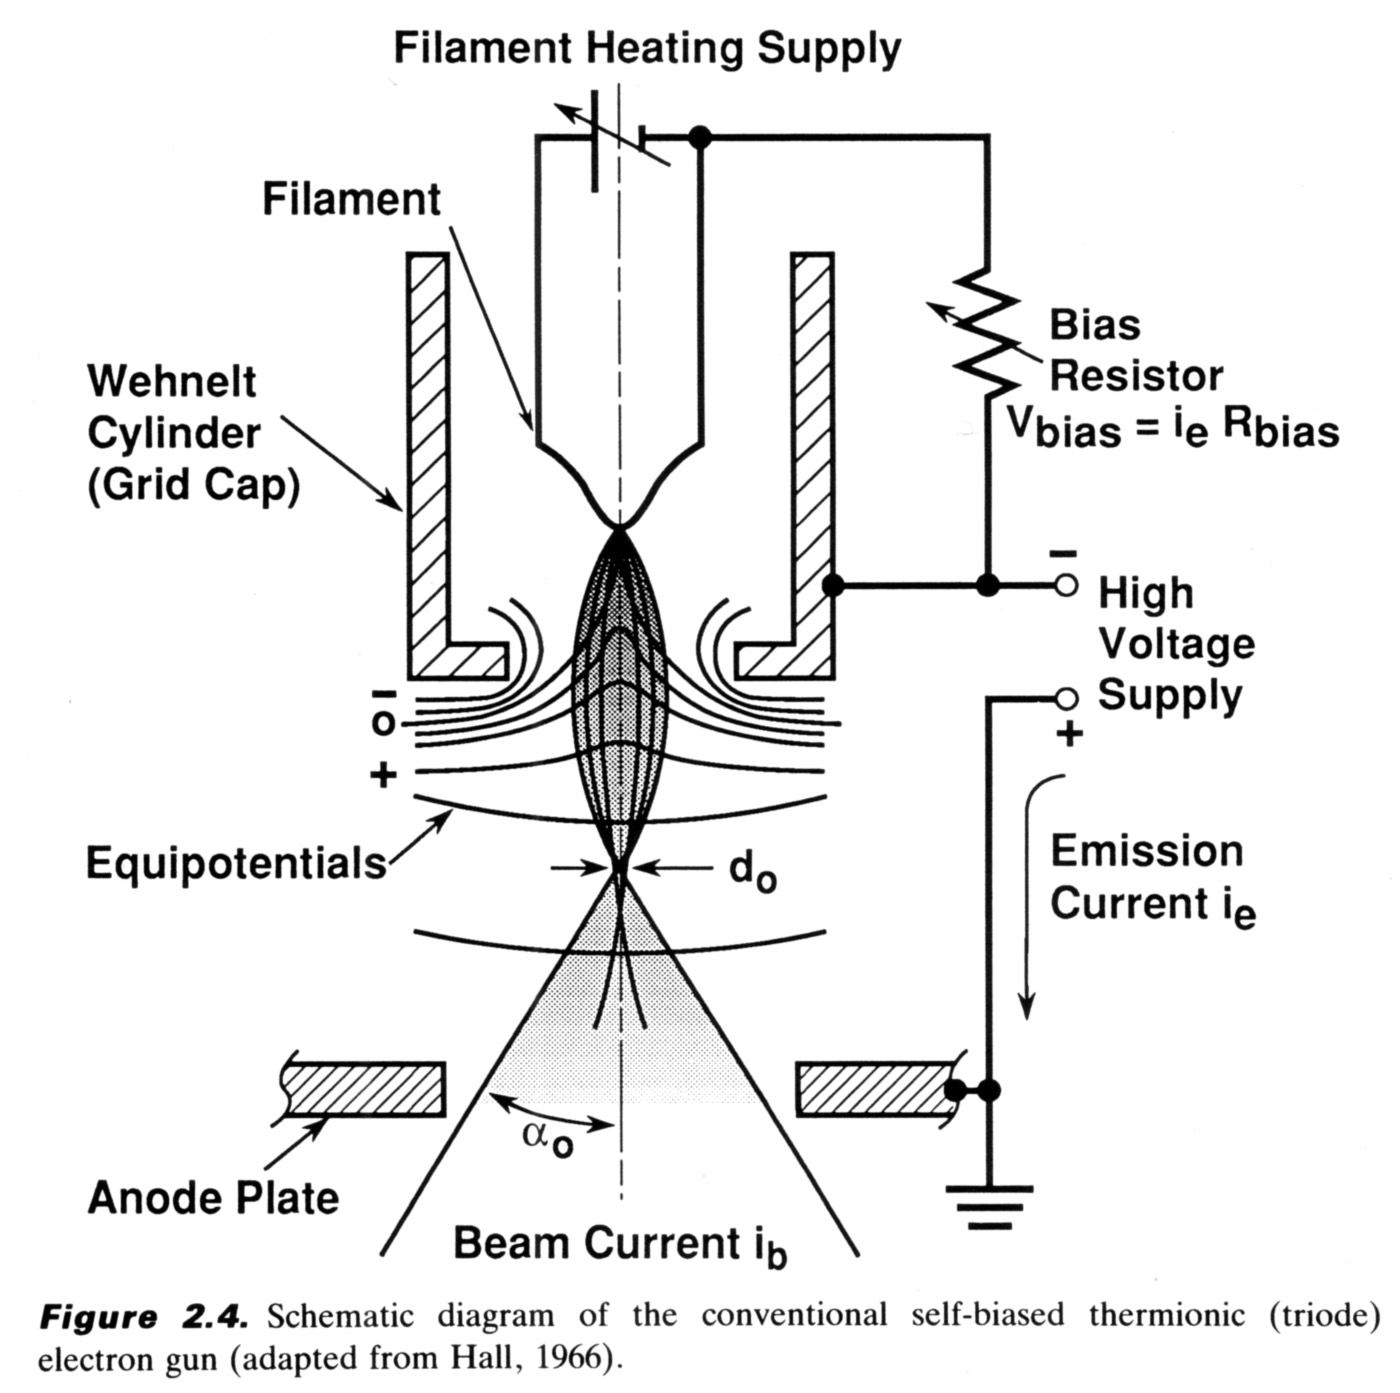 Filament Heating Supply
Filament
Wehnelt
Cylinder
(Grid Cap)
Bias
Resistor
Vbias = ie Rbias
−
High
Voltage
Supply
+
−
o
+
Equipotentials
do
Emission
Current ie
αo
Anode Plate
Beam Current ib
Figure 2.4. Schematic diagram of the conventional self-biased thermionic (triode)
electron gun (adapted from Hall, 1966).